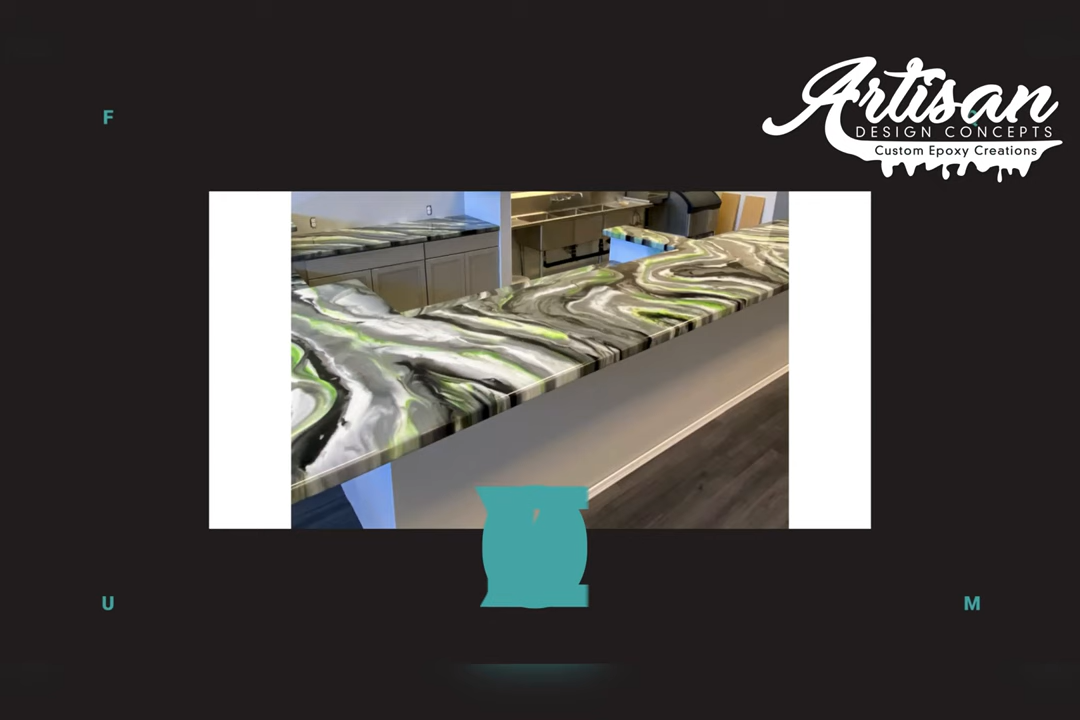 F
Artisan
DESIGN CONCEPTS
Custom Epoxy Creations
U
M